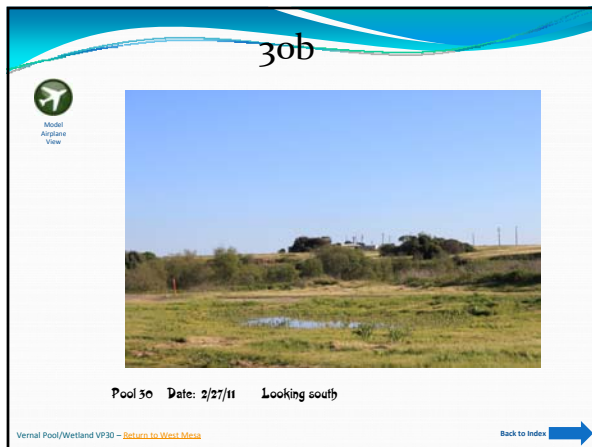 30b
Model
Airplane
View
Pool 30 Date: 2/27/11 Looking south
Vernal Pool/Wetland VP30 – Return to West Mesa
Back to Index